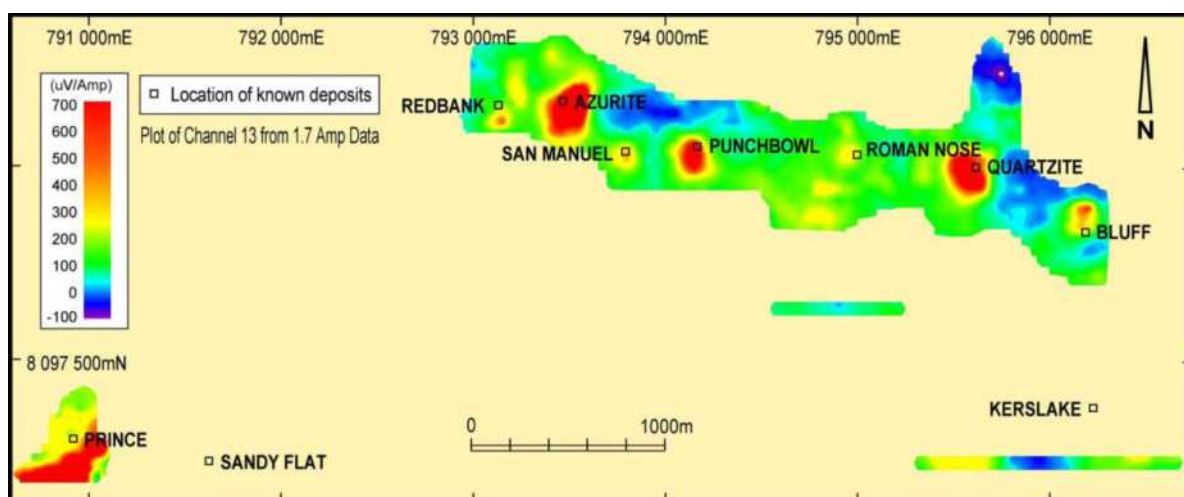 791 000mE 792 000mE 793 000mE 794 000mE 795 000mE 796 000mE
(uV/Amp)
700
600
500
400
300
200
100
0
-100
Location of known deposits
Plot of Channel 13 from 1.7 Amp Data
REDBANK
AZURITE
SAN MANUEL
PUNCHBOWL
ROMAN NOSE
QUARTZITE
BLUFF
N
8 097 500mN
PRINCE
SANDY FLAT
0 1000m
KERSLAKE